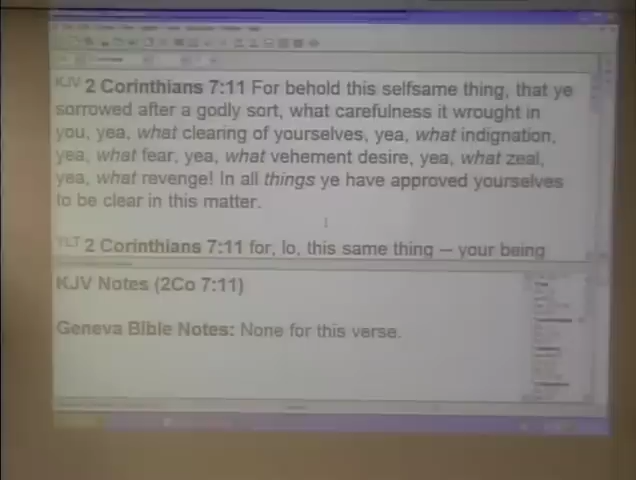 KJV 2 Corinthians 7:11 For behold this selfsame thing, that ye
sorrowed after a godly sort, what carefulness it wrought in
you, yea, what clearing of yourselves, yea, what indignation,
yea, what fear, yea, what vehement desire, yea, what zeal,
yea, what revenge! In all things ye have approved yourselves
to be clear in this matter.
YLT 2 Corinthians 7:11 for, lo, this same thing -- your being
KJV Notes (2Co 7:11)
Geneva Bible Notes: None for this verse.